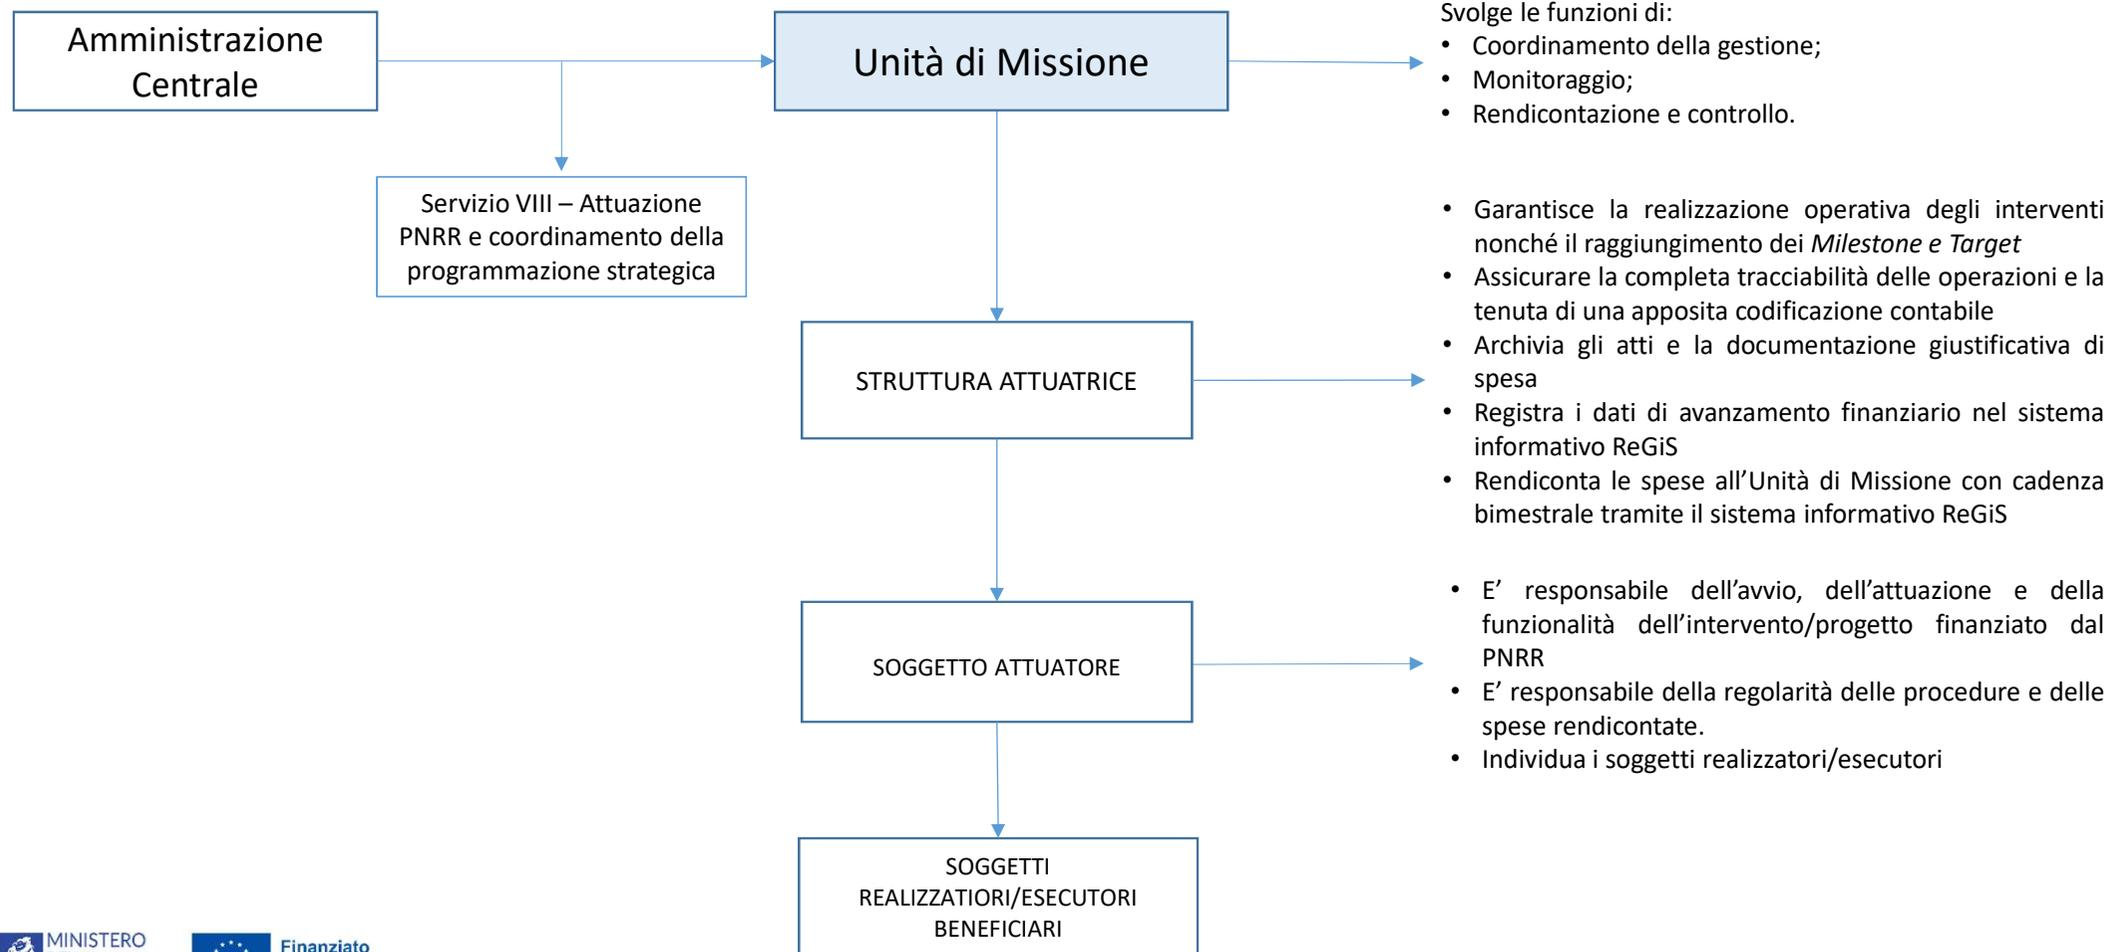 Amministrazione
Centrale
Unità di Missione
Svolge le funzioni di:
• Coordinamento della gestione;
• Monitoraggio;
• Rendicontazione e controllo.
Servizio VIII – Attuazione
PNRR e coordinamento della
programmazione strategica
• Garantisce la realizzazione operativa degli interventi
nonché il raggiungimento dei Milestone e Target
• Assicurare la completa tracciabilità delle operazioni e la
tenuta di una apposita codificazione contabile
• Archivia gli atti e la documentazione giustificativa di
spesa
• Registra i dati di avanzamento finanziario nel sistema
informativo ReGiS
• Rendiconta le spese all’Unità di Missione con cadenza
bimestrale tramite il sistema informativo ReGiS
STRUTTURA ATTUATRICE
• E’ responsabile dell’avvio, dell’attuazione e della
funzionalità dell’intervento/progetto finanziato dal
PNRR
• E’ responsabile della regolarità delle procedure e delle
spese rendicontate.
• Individua i soggetti realizzatori/esecutori
SOGGETTO ATTUATORE
SOGGETTI
REALIZZATIORI/ESECUTORI
BENEFICIARI
MINISTERO
Finanziato